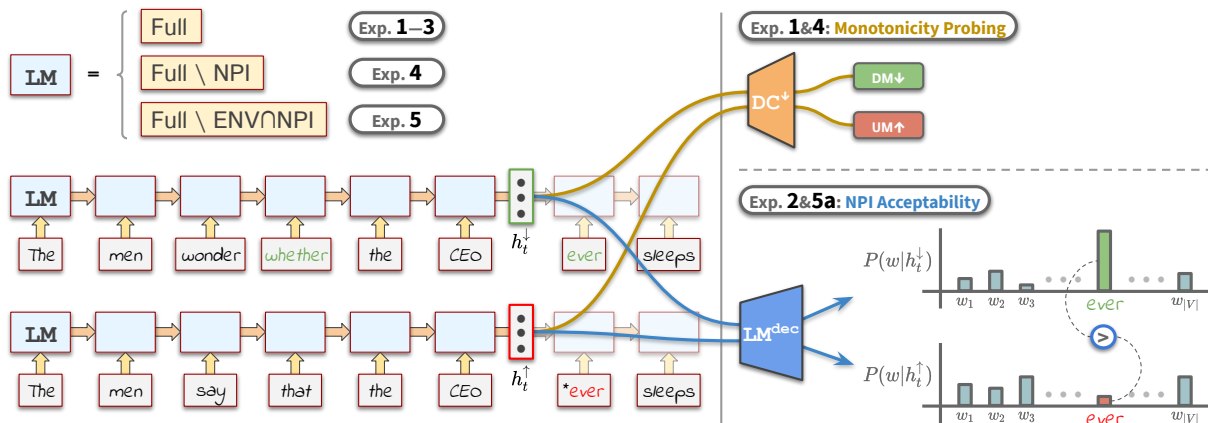 LM =
Full Exp. 1–3
Full \ NPI Exp. 4
Full \ ENV∩NPI Exp. 5
Exp. 1&4: Monotonicity Probing
DC↓
DM↓
UM↑
LM
The men wonder whether the CEO ever sleeps
h_t^↓
LM
The men say that the CEO *ever sleeps
h_t^↑
Exp. 2&5a: NPI Acceptability
LM^dec
P(w|h_t^↓)
w_1 w_2 w_3 ever w_|V|
>
P(w|h_t^↑)
w_1 w_2 w_3 ever w_|V|